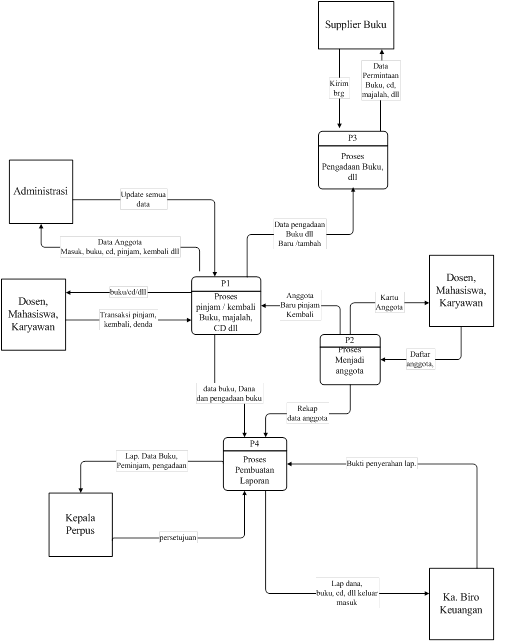 Supplier Buku
Kirim
brg
Data
Permintaan
Buku, cd,
majalah, dll
P3
Proses
Pengadaan Buku,
dll
Administrasi
Update semua
data
Data Anggota
Masuk, buku, cd, pinjam, kembali dll
Data pengadaan
Buku dll
Baru /tambah
Dosen,
Mahasiswa,
Karyawan
buku/cd/dll
Transaksi pinjam,
kembali, denda
P1
Proses
pinjam / kembali
Buku, majalah,
CD dll
Anggota
Baru pinjam
Kembali
Kartu
Anggota
Dosen,
Mahasiswa,
Karyawan
P2
Proses
Menjadi
anggota
Daftar
anggota,
data buku, Dana
dan pengadaan buku
Rekap
data anggota
P4
Proses
Pembuatan
Laporan
Lap. Data Buku,
Peminjam, pengadaan
Bukti penyerahan lap.
Kepala
Perpus
persetujuan
Lap dana,
buku, cd, dll keluar
masuk
Ka. Biro
Keuangan